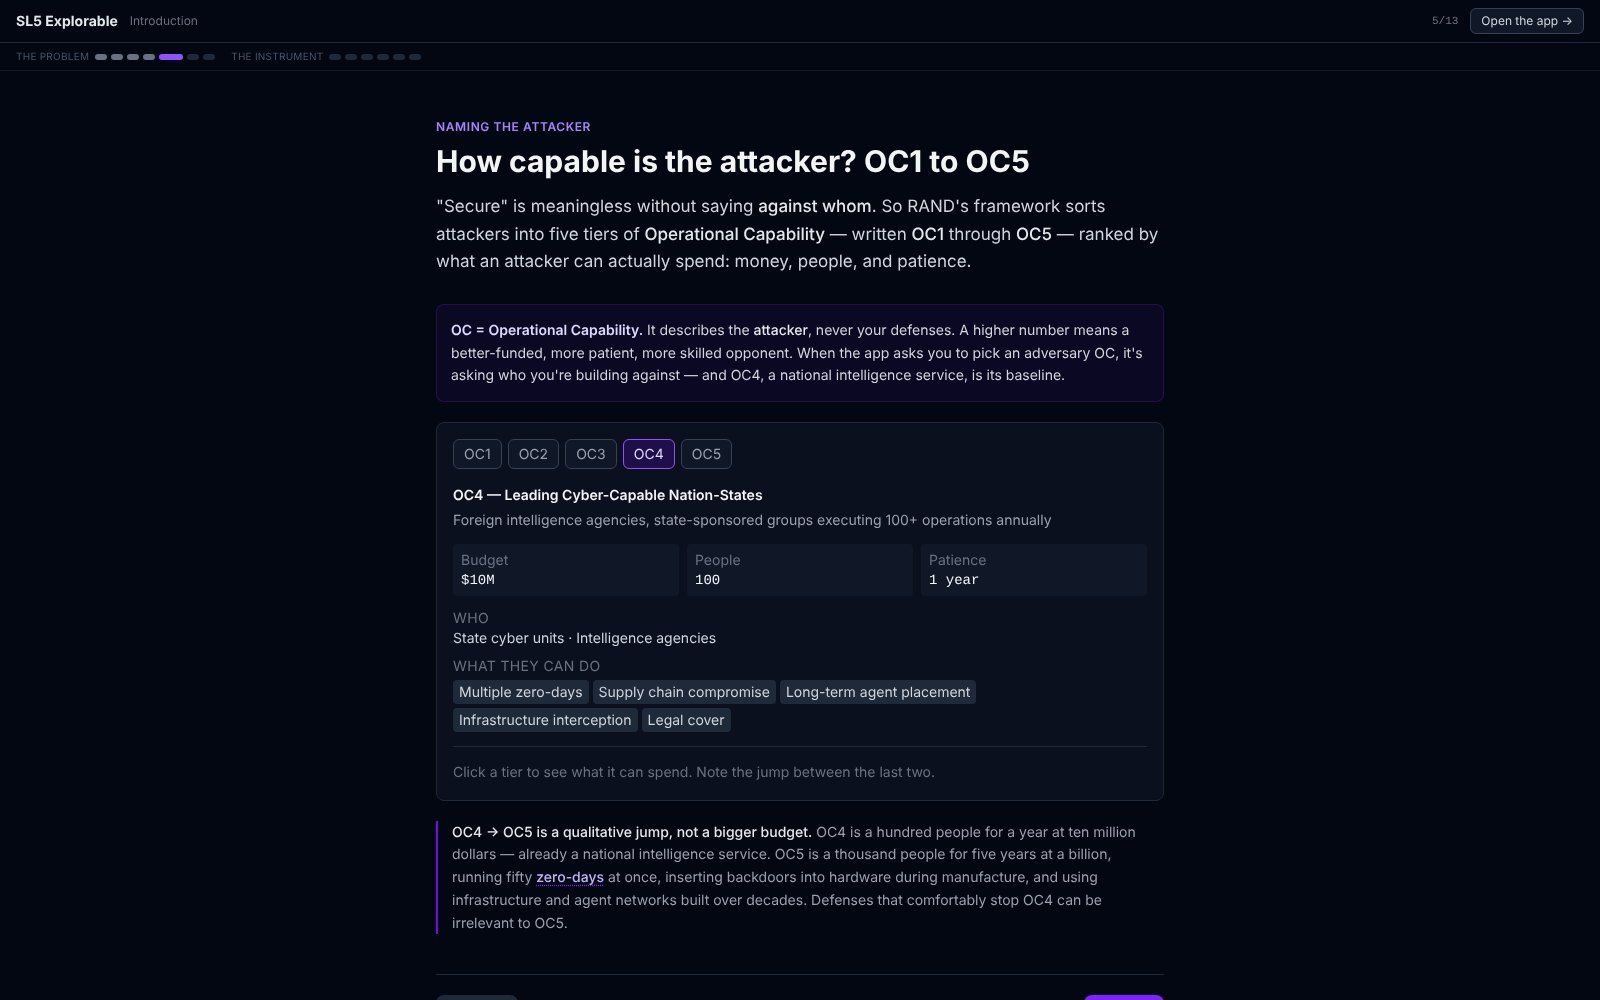 SL5 Explorable Introduction 5/13 Open the app →
THE PROBLEM THE INSTRUMENT
NAMING THE ATTACKER
How capable is the attacker? OC1 to OC5
"Secure" is meaningless without saying against whom. So RAND's framework sorts
attackers into five tiers of Operational Capability — written OC1 through OC5 — ranked by
what an attacker can actually spend: money, people, and patience.
OC = Operational Capability. It describes the attacker, never your defenses. A higher number means a
better-funded, more patient, more skilled opponent. When the app asks you to pick an adversary OC, it's
asking who you're building against — and OC4, a national intelligence service, is its baseline.
OC1 OC2 OC3 OC4 OC5
OC4 — Leading Cyber-Capable Nation-States
Foreign intelligence agencies, state-sponsored groups executing 100+ operations annually
Budget People Patience
$10M 100 1 year
WHO
State cyber units · Intelligence agencies
WHAT THEY CAN DO
Multiple zero-days Supply chain compromise Long-term agent placement
Infrastructure interception Legal cover
Click a tier to see what it can spend. Note the jump between the last two.
OC4 → OC5 is a qualitative jump, not a bigger budget. OC4 is a hundred people for a year at ten million
dollars — already a national intelligence service. OC5 is a thousand people for five years at a billion,
running fifty zero-days at once, inserting backdoors into hardware during manufacture, and using
infrastructure and agent networks built over decades. Defenses that comfortably stop OC4 can be
irrelevant to OC5.